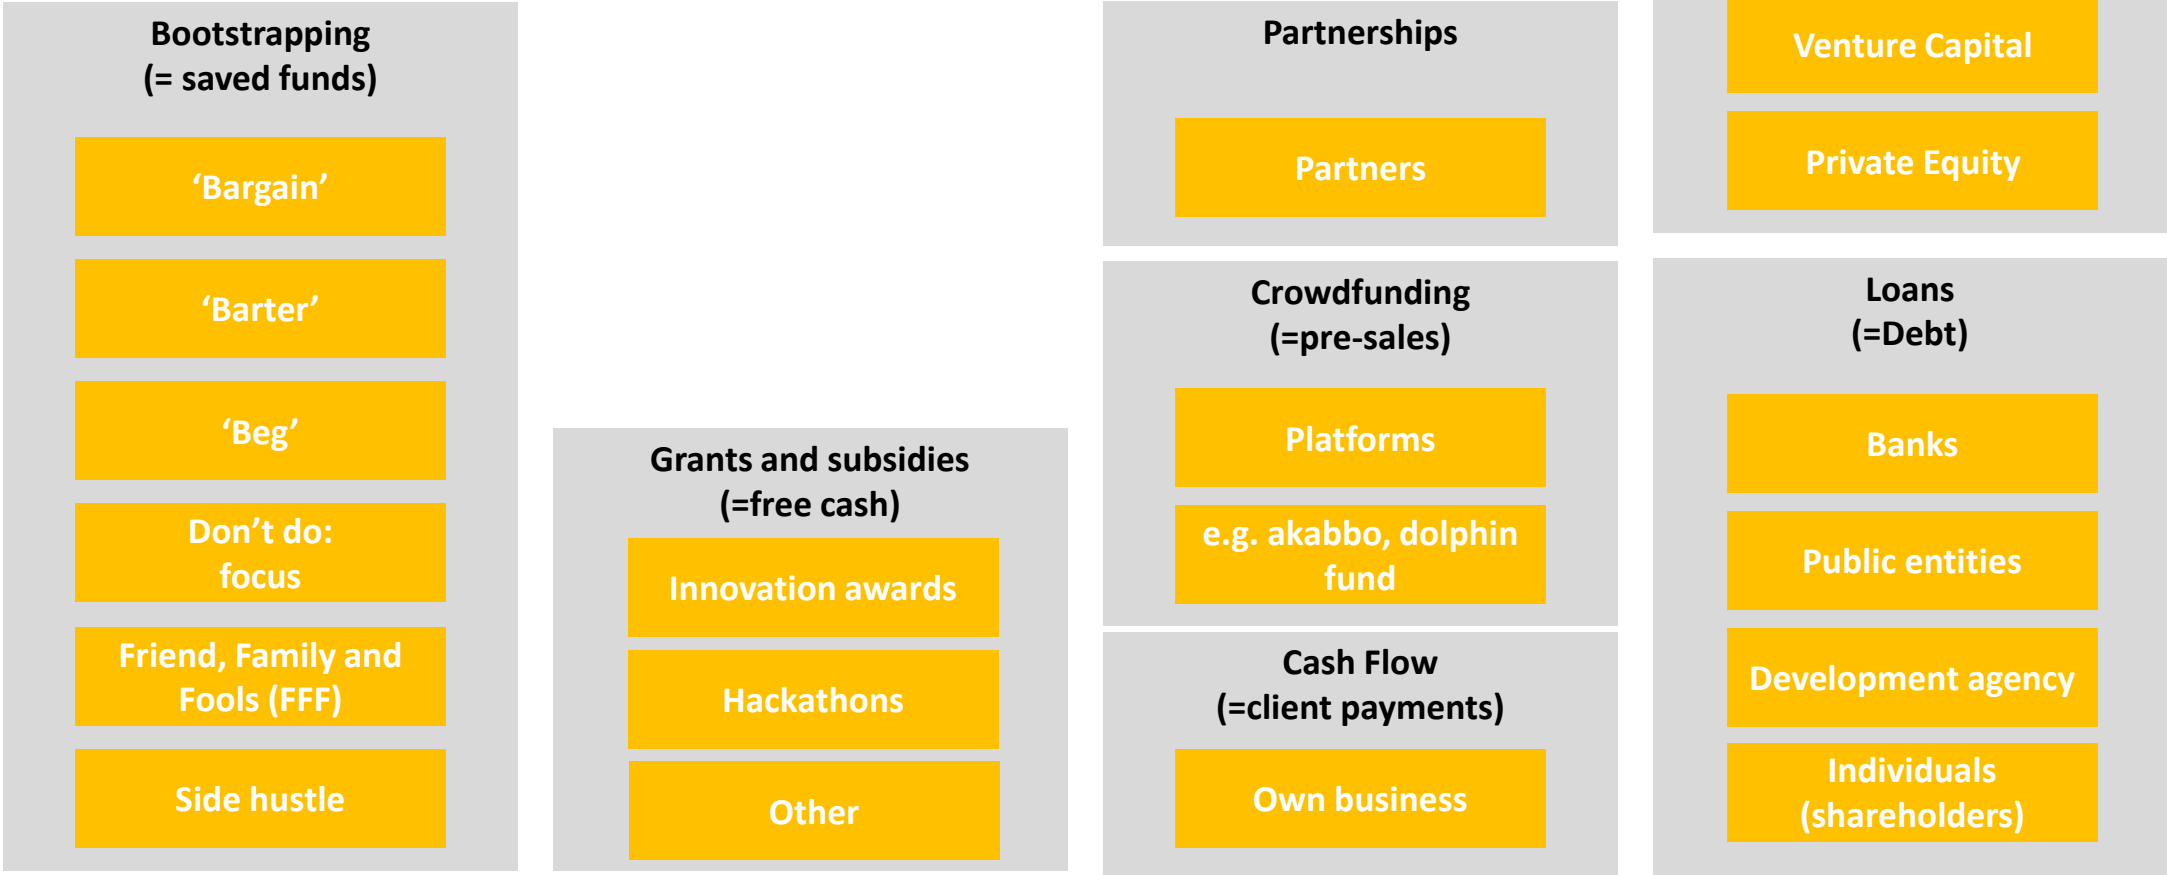 Bootstrapping
(= saved funds)
‘Bargain’
‘Barter’
‘Beg’
Don’t do:
focus
Friend, Family and
Fools (FFF)
Side hustle
Grants and subsidies
(=free cash)
Innovation awards
Hackathons
Other
Partnerships
Partners
Crowdfunding
(=pre-sales)
Platforms
e.g. akabbo, dolphin
fund
Cash Flow
(=client payments)
Own business
Venture Capital
Private Equity
Loans
(=Debt)
Banks
Public entities
Development agency
Individuals
(shareholders)